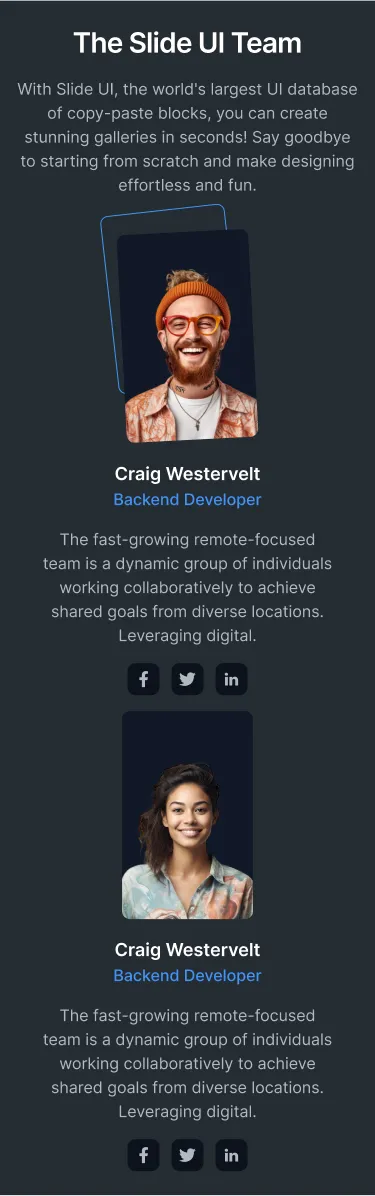 The Slide UI Team
With Slide UI, the world's largest UI database
of copy-paste blocks, you can create
stunning galleries in seconds! Say goodbye
to starting from scratch and make designing
effortless and fun.
Craig Westervelt
Backend Developer
The fast-growing remote-focused
team is a dynamic group of individuals
working collaboratively to achieve
shared goals from diverse locations.
Leveraging digital.
f
in
Craig Westervelt
Backend Developer
The fast-growing remote-focused
team is a dynamic group of individuals
working collaboratively to achieve
shared goals from diverse locations.
Leveraging digital.
f
in